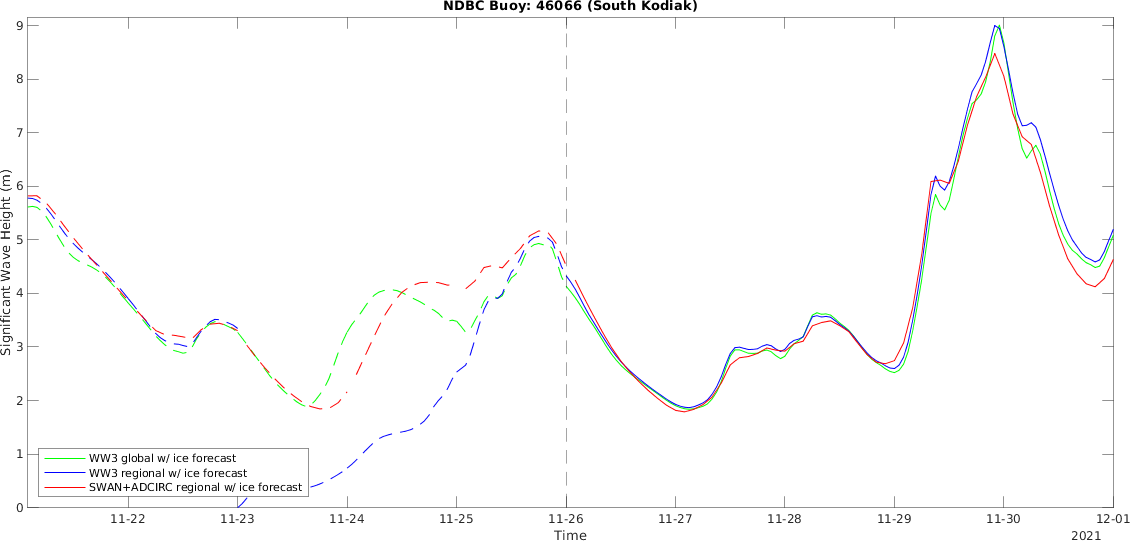 NDBC Buoy: 46066 (South Kodiak)
Significant Wave Height (m)
9
8
7
6
5
4
3
2
1
0
WW3 global w/ ice forecast
WW3 regional w/ ice forecast
SWAN+ADCIRC regional w/ ice forecast
11-22 11-23 11-24 11-25 11-26 11-27 11-28 11-29 11-30 12-01
Time
2021